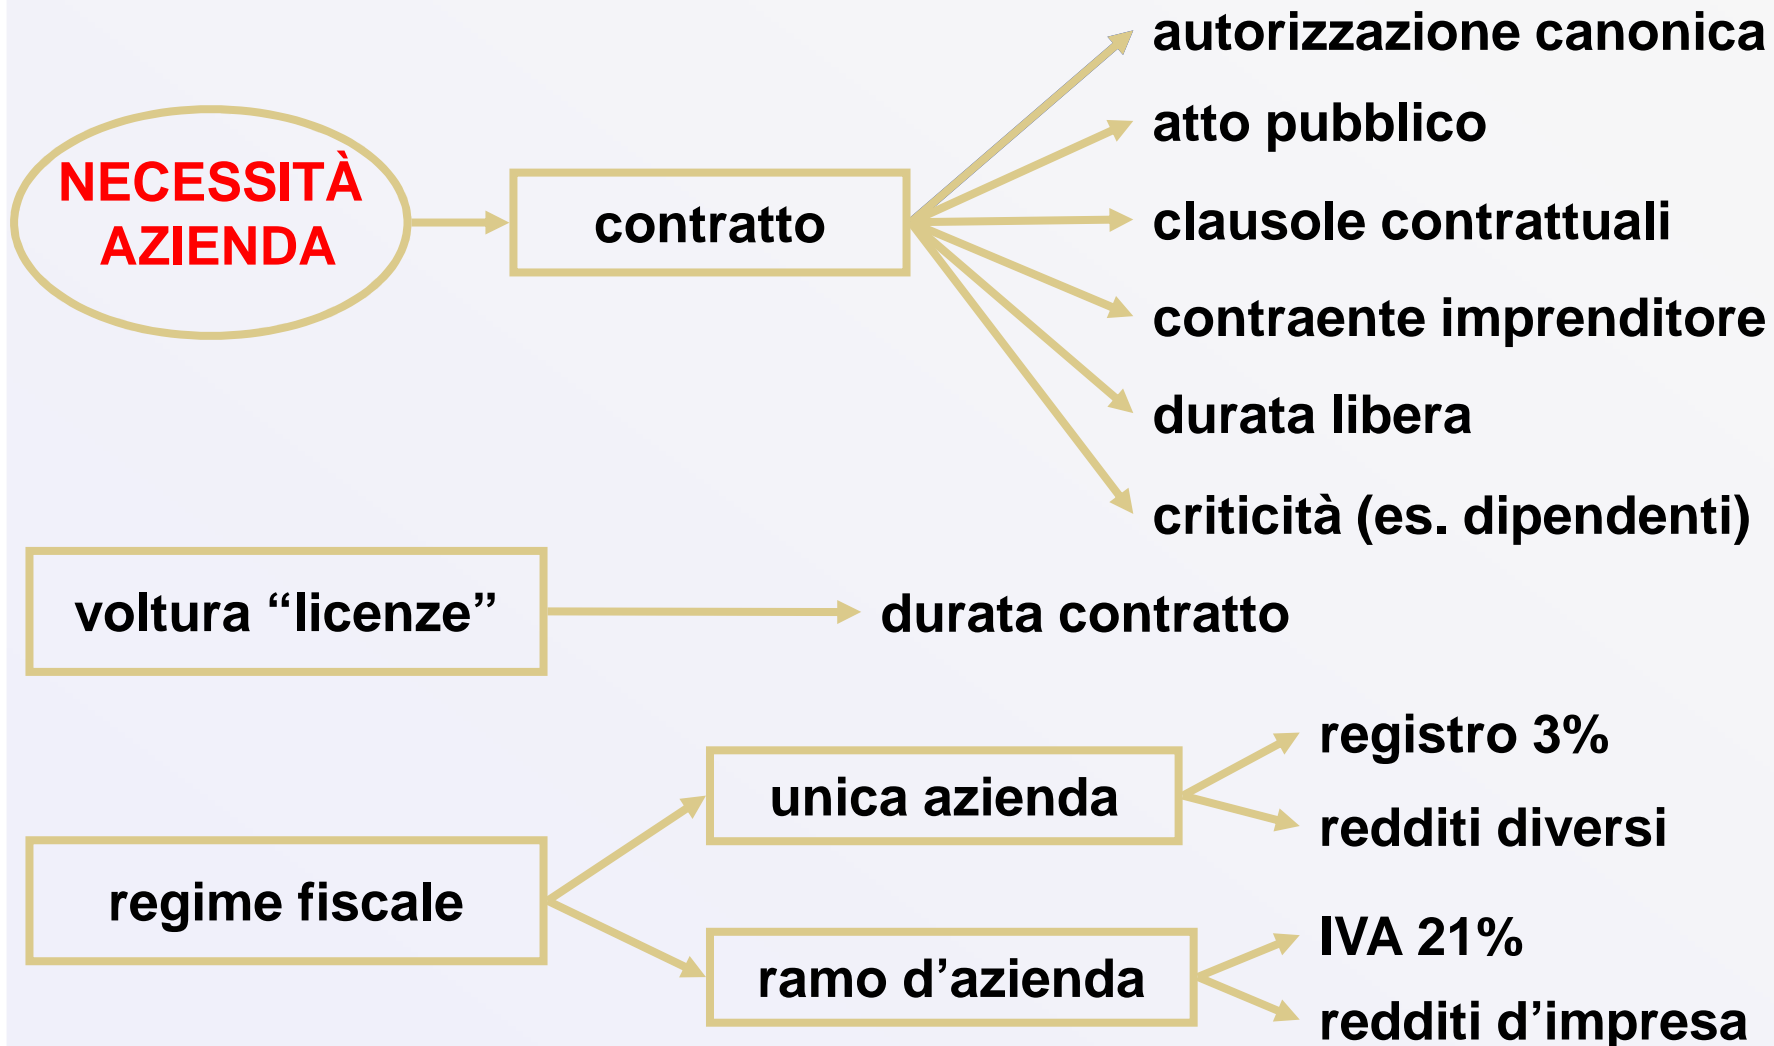 autorizzazione canonica
atto pubblico
NECESSITÀ
AZIENDA
contratto
clausole contrattuali
contraente imprenditore
durata libera
criticità (es. dipendenti)
voltura “licenze”
durata contratto
regime fiscale
unica azienda
registro 3%
redditi diversi
ramo d’azienda
IVA 21%
redditi d’impresa